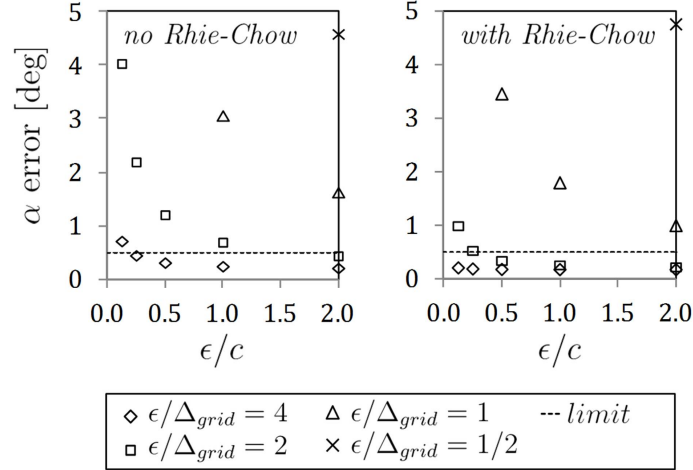 no Rhie-Chow
with Rhie-Chow
α error [deg]
5
4
3
2
1
0
0.0 0.5 1.0 1.5 2.0
ϵ/c
5
4
3
2
1
0
0.0 0.5 1.0 1.5 2.0
ϵ/c
ϵ/Δgrid = 4
ϵ/Δgrid = 1
limit
ϵ/Δgrid = 2
ϵ/Δgrid = 1/2